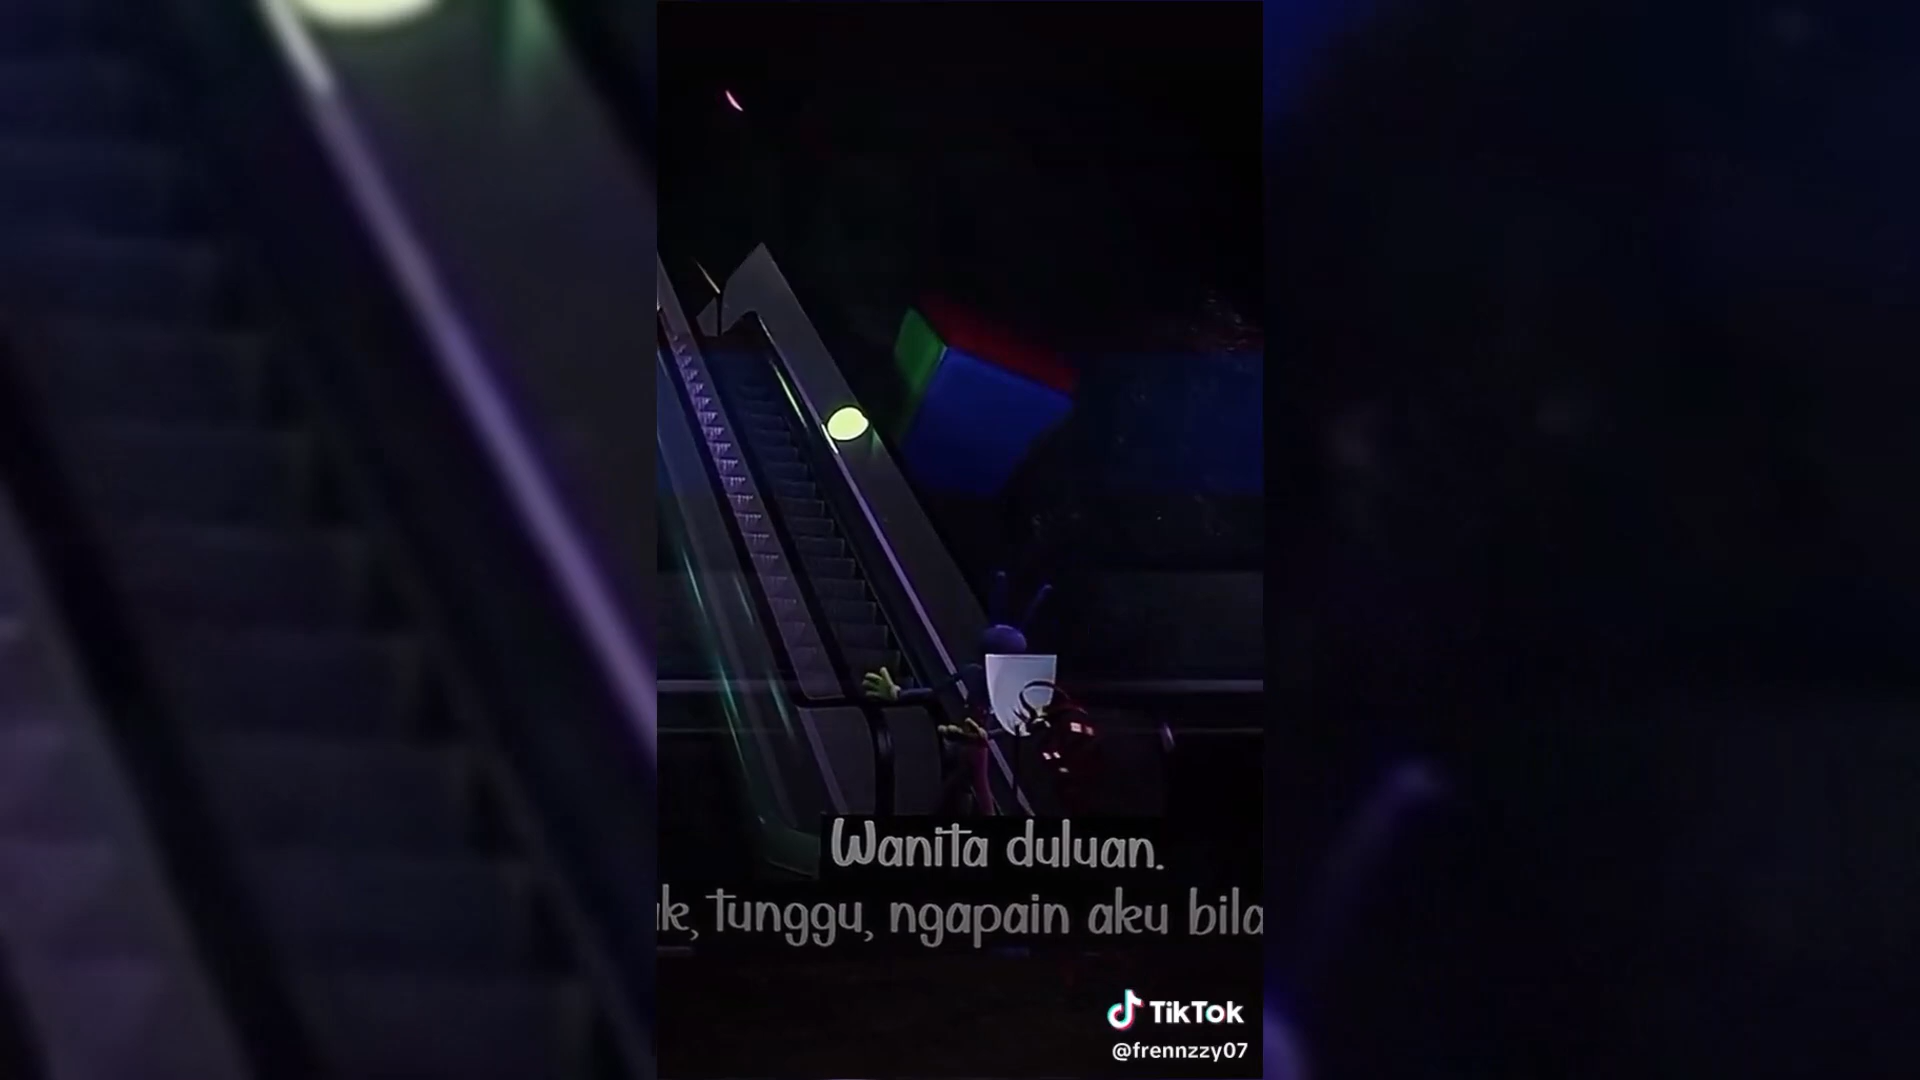 Wanita duluan.
k, tunggu, ngapain aku bila
TikTok
@frennzzy07